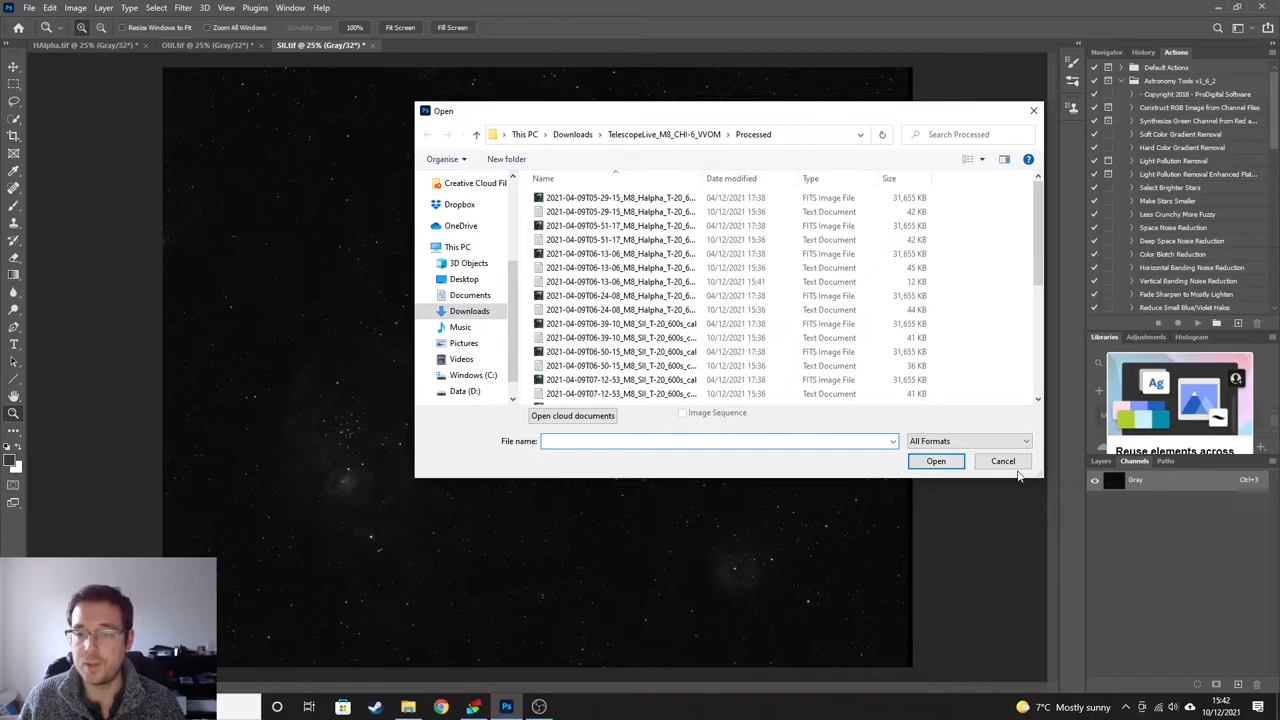 Ps File Edit Image Layer Type Select Filter 3D View Plugins Window Help
Resize Windows to Fit Zoom All Windows Scrubby Zoom 100% Fit Screen Fill Screen
HAlpha.tif @ 25% (Gray/32*) * × OIII.tif @ 25% (Gray/32*) * × SII.tif @ 25% (Gray/32*) * ×
Open
This PC > Downloads > TelescopeLive_M8_CHI-6_VVOM > Processed
Search Processed
Organise New folder
Name Date modified Type Size
2021-04-09T05-29-15_M8_Halpha_T-20_6... 04/12/2021 17:38 FITS Image File 31,655 KB
2021-04-09T05-29-15_M8_Halpha_T-20_6... 10/12/2021 15:36 Text Document 42 KB
2021-04-09T05-51-17_M8_Halpha_T-20_6... 04/12/2021 17:38 FITS Image File 31,655 KB
2021-04-09T05-51-17_M8_Halpha_T-20_6... 10/12/2021 15:36 Text Document 42 KB
2021-04-09T06-13-06_M8_Halpha_T-20_6... 04/12/2021 17:38 FITS Image File 31,655 KB
2021-04-09T06-13-06_M8_Halpha_T-20_6... 10/12/2021 15:36 Text Document 45 KB
2021-04-09T06-13-06_M8_Halpha_T-20_6... 10/12/2021 15:41 Text Document 12 KB
2021-04-09T06-24-08_M8_Halpha_T-20_6... 04/12/2021 17:38 FITS Image File 31,655 KB
2021-04-09T06-24-08_M8_Halpha_T-20_6... 10/12/2021 15:36 Text Document 44 KB
2021-04-09T06-39-10_M8_SII_T-20_600s_cal 04/12/2021 17:38 FITS Image File 31,655 KB
2021-04-09T06-39-10_M8_SII_T-20_600s_c... 10/12/2021 15:36 Text Document 41 KB
2021-04-09T06-50-15_M8_SII_T-20_600s_cal 04/12/2021 17:38 FITS Image File 31,655 KB
2021-04-09T06-50-15_M8_SII_T-20_600s_c... 10/12/2021 15:36 Text Document 36 KB
2021-04-09T07-12-53_M8_SII_T-20_600s_cal 04/12/2021 17:38 FITS Image File 31,655 KB
2021-04-09T07-12-53_M8_SII_T-20_600s_c... 10/12/2021 15:36 Text Document 41 KB
Creative Cloud Fil
Dropbox
OneDrive
This PC
3D Objects
Desktop
Documents
Downloads
Music
Pictures
Videos
Windows (C:)
Data (D:)
Open cloud documents Image Sequence
File name: All Formats
Open Cancel
Navigator History Actions
Default Actions
Astronomy Tools v1_6_2
- Copyright 2018 - ProDigital Software
Construct RGB Image from Channel Files
Synthesize Green Channel from Red an...
Soft Color Gradient Removal
Hard Color Gradient Removal
Light Pollution Removal
Light Pollution Removal Enhanced Flat...
Select Brighter Stars
Make Stars Smaller
Less Crunchy More Fuzzy
Space Noise Reduction
Deep Space Noise Reduction
Color Blotch Reduction
Horizontal Banding Noise Reduction
Vertical Banding Noise Reduction
Fade Sharpen to Mostly Lighten
Reduce Small Blue/Violet Halos
Libraries Adjustments Histogram
Ag
Reuse elements across
Layers Channels Paths
Gray Ctrl+3
7°C Mostly sunny
15:42
10/12/2021